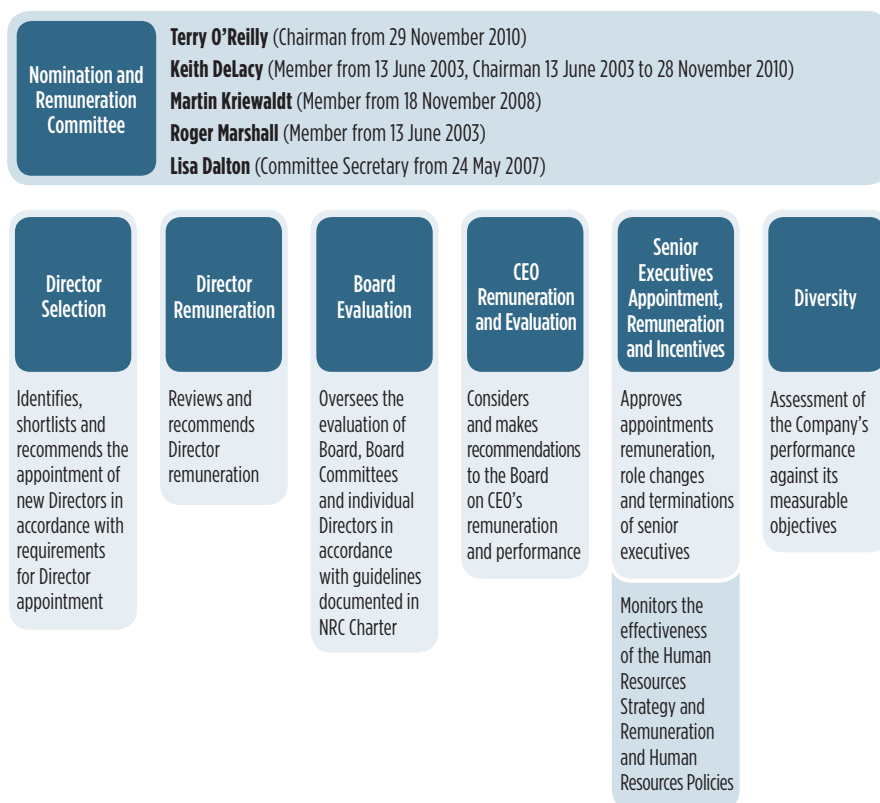 Nomination and
Remuneration
Committee
Terry O'Reilly (Chairman from 29 November 2010)
Keith DeLacy (Member from 13 June 2003, Chairman 13 June 2003 to 28 November 2010)
Martin Kriewaldt (Member from 18 November 2008)
Roger Marshall (Member from 13 June 2003)
Lisa Dalton (Committee Secretary from 24 May 2007)
Director
Selection
Identifies,
shortlists and
recommends the
appointment of
new Directors in
accordance with
requirements
for Director
appointment
Director
Remuneration
Reviews and
recommends
Director
remuneration
Board
Evaluation
Oversees the
evaluation of
Board, Board
Committees
and individual
Directors in
accordance
with guidelines
documented in
NRC Charter
CEO
Remuneration
and Evaluation
Considers
and makes
recommendations
to the Board
on CEO's
remuneration
and performance
Senior
Executives
Appointment,
Remuneration
and Incentives
Approves
appointments
remuneration,
role changes
and terminations
of senior
executives
Monitors the
effectiveness
of the Human
Resources
Strategy and
Remuneration
and Human
Resources Policies
Diversity
Assessment of
the Company's
performance
against its
measurable
objectives